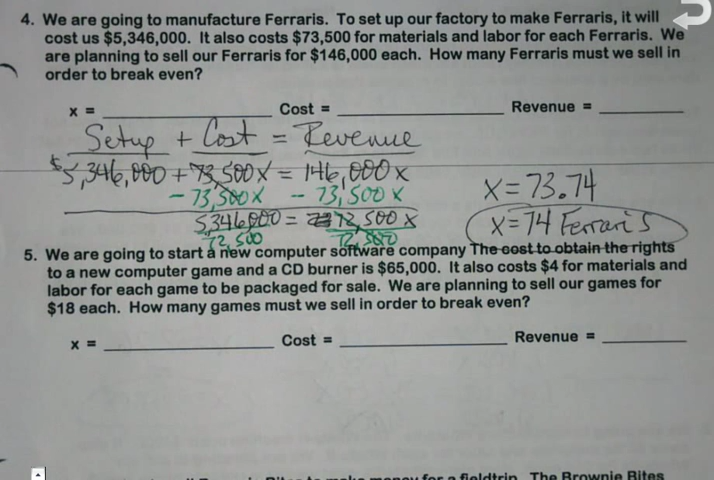 4. We are going to manufacture Ferraris. To set up our factory to make Ferraris, it will
cost us $5,346,000. It also costs $73,500 for materials and labor for each Ferraris. We
are planning to sell our Ferraris for $146,000 each. How many Ferraris must we sell in
order to break even?
x = Cost = Revenue =
Setup + Cost = Revenue
$5,346,000 + 73,500x = 146,000x
- 73,500x - 73,500x
x=73.74
5,346,000 = 72,500x
72,500 72,500
x=74 Ferrari's
5. We are going to start a new computer software company The cost to obtain the rights
to a new computer game and a CD burner is $65,000. It also costs $4 for materials and
labor for each game to be packaged for sale. We are planning to sell our games for
$18 each. How many games must we sell in order to break even?
x = Cost = Revenue =
to make money for a fieldtrip. The Brownie Bites